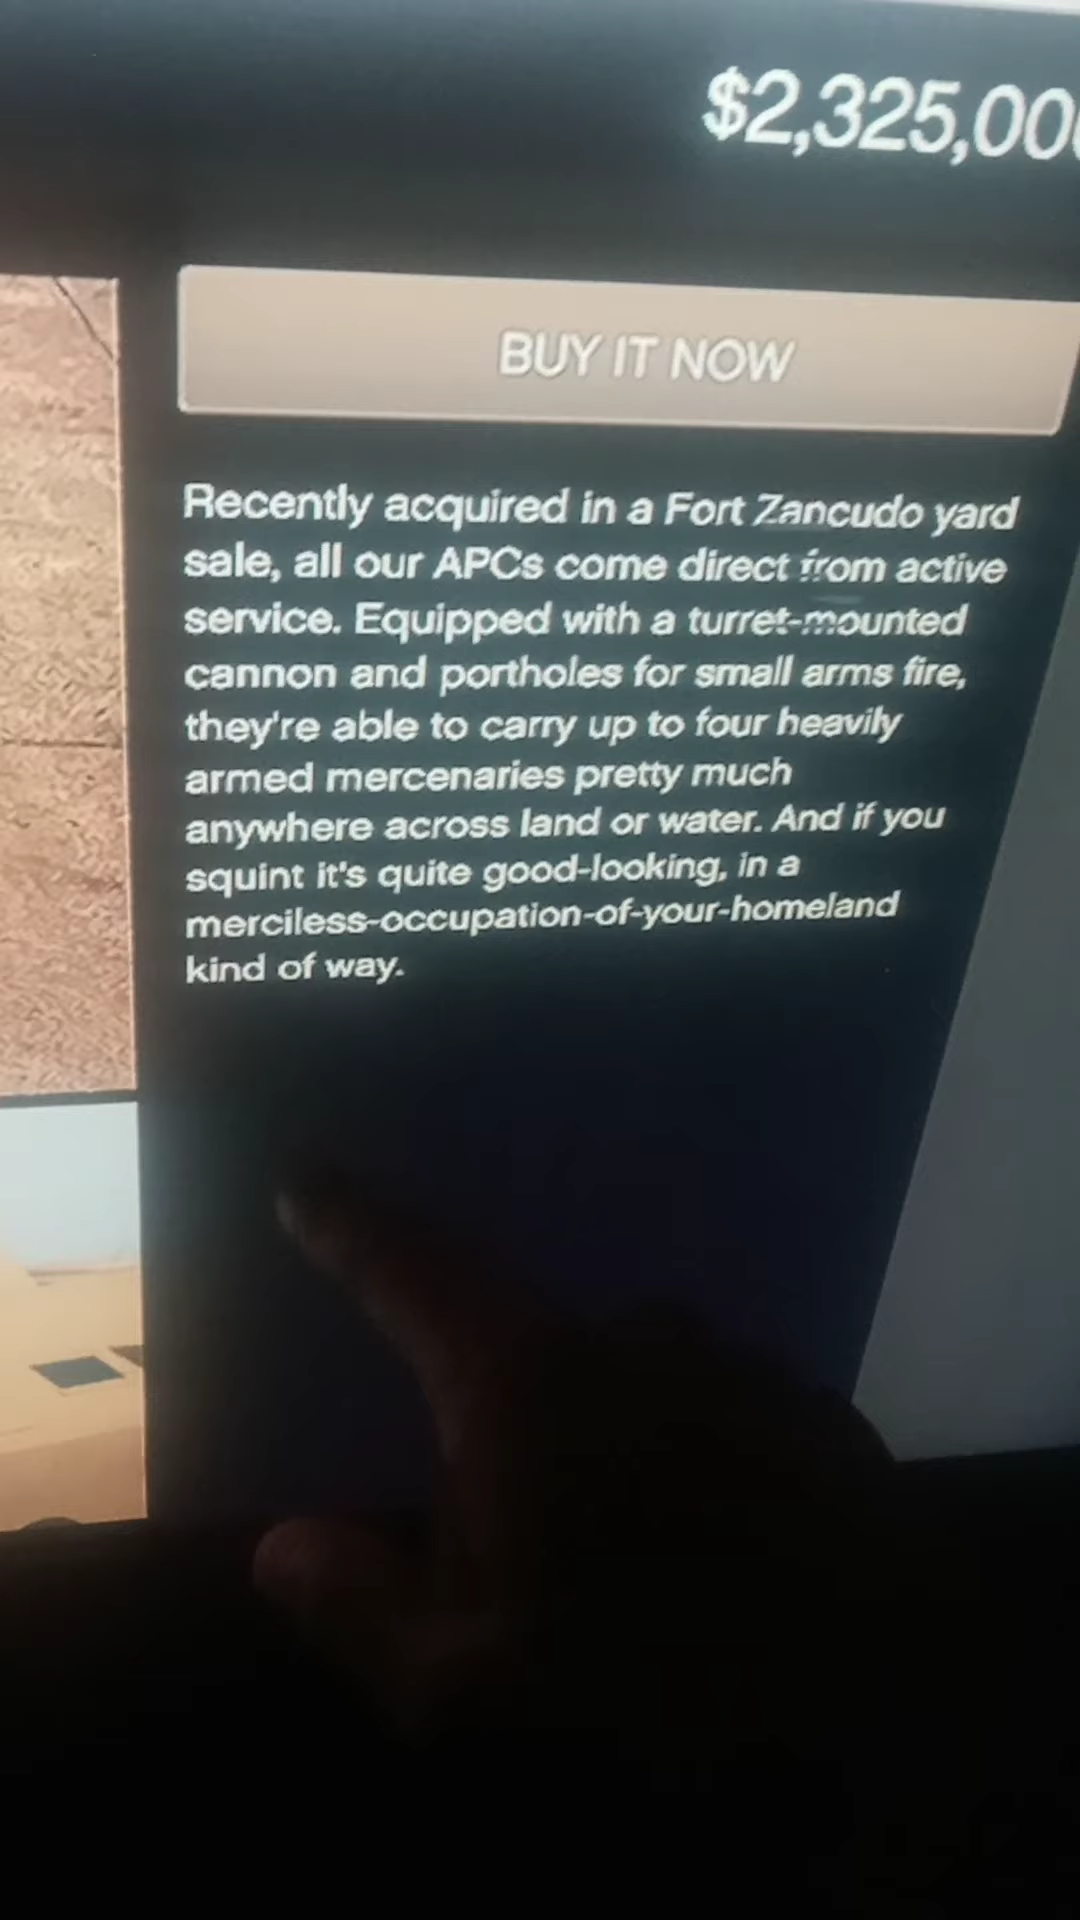 $2,325,00
BUY IT NOW
Recently acquired in a Fort Zancudo yard
sale, all our APCs come direct from active
service. Equipped with a turret-mounted
cannon and portholes for small arms fire,
they're able to carry up to four heavily
armed mercenaries pretty much
anywhere across land or water. And if you
squint it's quite good-looking, in a
merciless-occupation-of-your-homeland
kind of way.